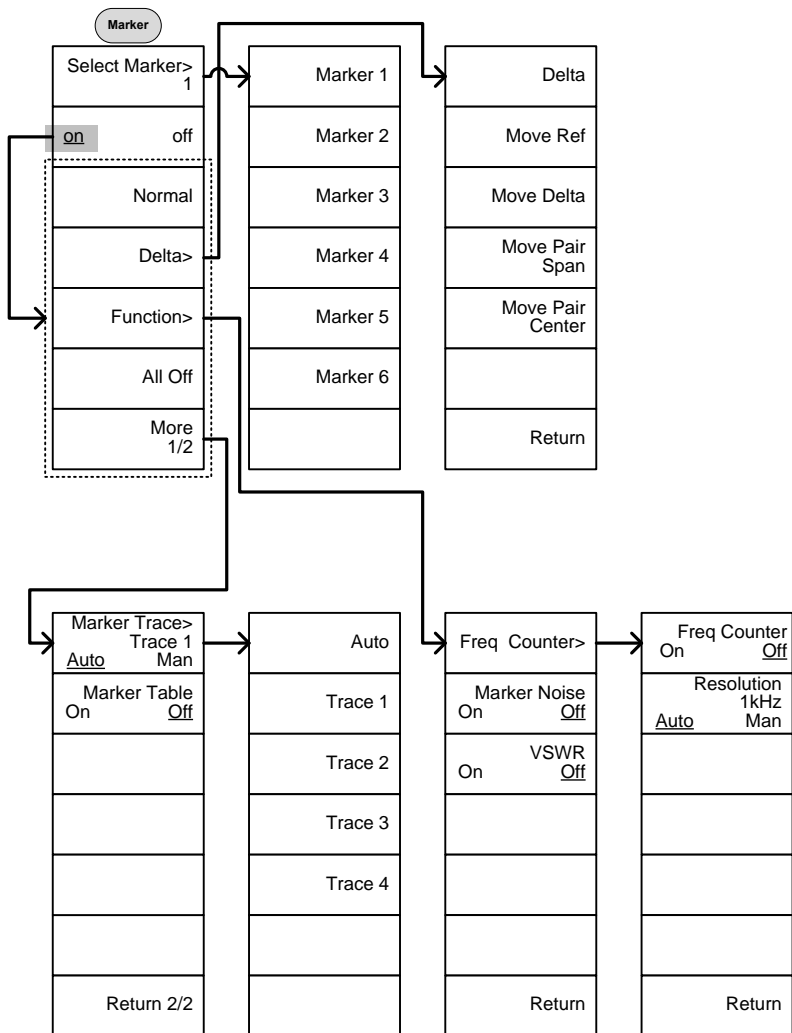 Marker
Select Marker>
1
on off
Normal
Delta>
Function>
All Off
More
1/2
Marker 1
Marker 2
Marker 3
Marker 4
Marker 5
Marker 6
Delta
Move Ref
Move Delta
Move Pair
Span
Move Pair
Center
Return
Marker Trace>
Trace 1
Auto Man
Marker Table
On Off
Return 2/2
Auto
Trace 1
Trace 2
Trace 3
Trace 4
Freq Counter>
Marker Noise
On Off
VSWR
On Off
Return
Freq Counter
On Off
Resolution
1kHz
Auto Man
Return